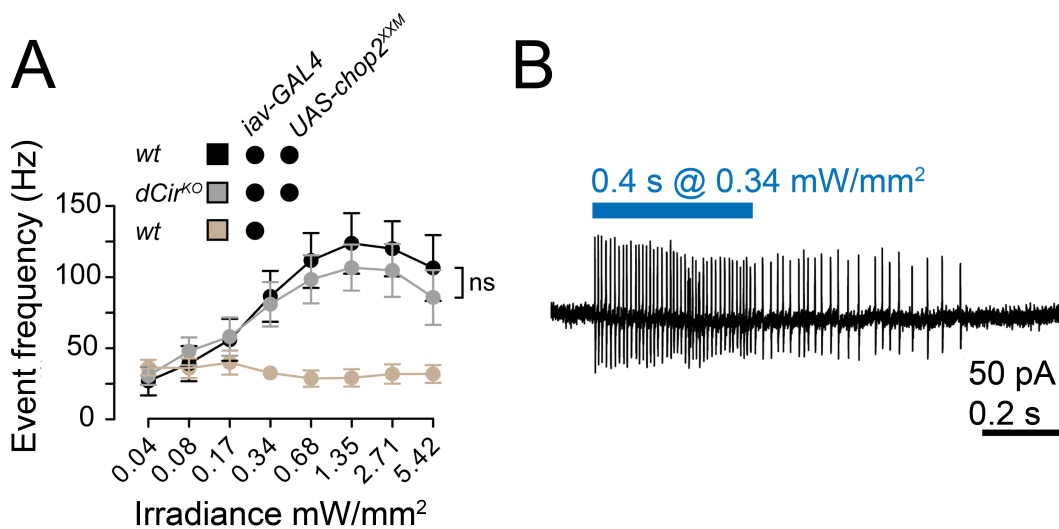 A
iav-GAL4
UAS-chop2XXM
wt
dCirKO
wt
Event frequency (Hz)
150
100
50
0
ns
0.04
0.08
0.17
0.34
0.68
1.35
2.71
5.42
Irradiance mW/mm2
B
0.4 s @ 0.34 mW/mm2
50 pA
0.2 s